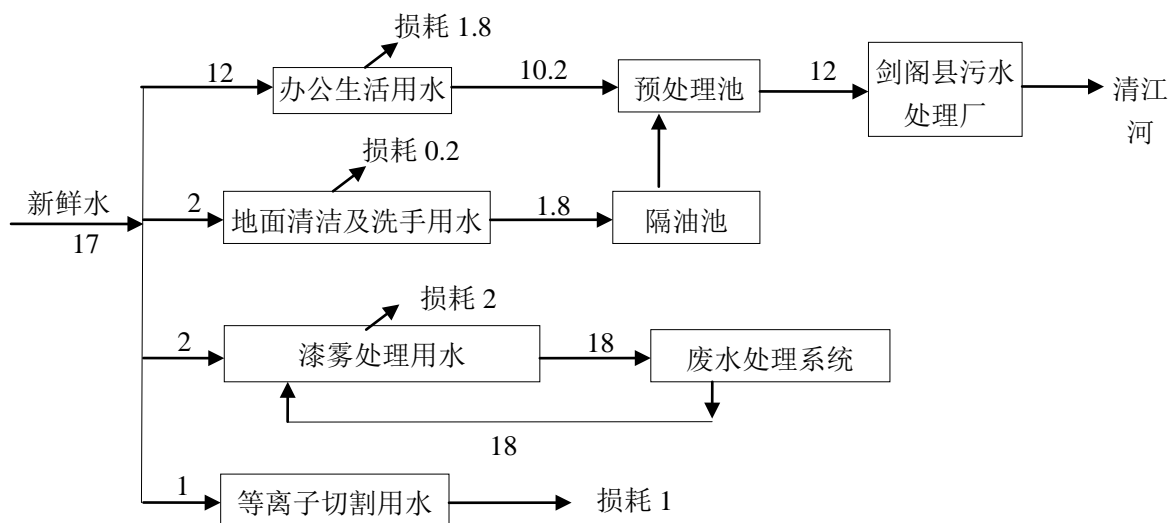 损耗 1.8
12
办公生活用水
10.2
预处理池
12
剑阁县污水
处理厂
清江
河
损耗 0.2
新鲜水
17
2
地面清洁及洗手用水
1.8
隔油池
损耗 2
2
漆雾处理用水
18
废水处理系统
18
1
等离子切割用水
损耗 1